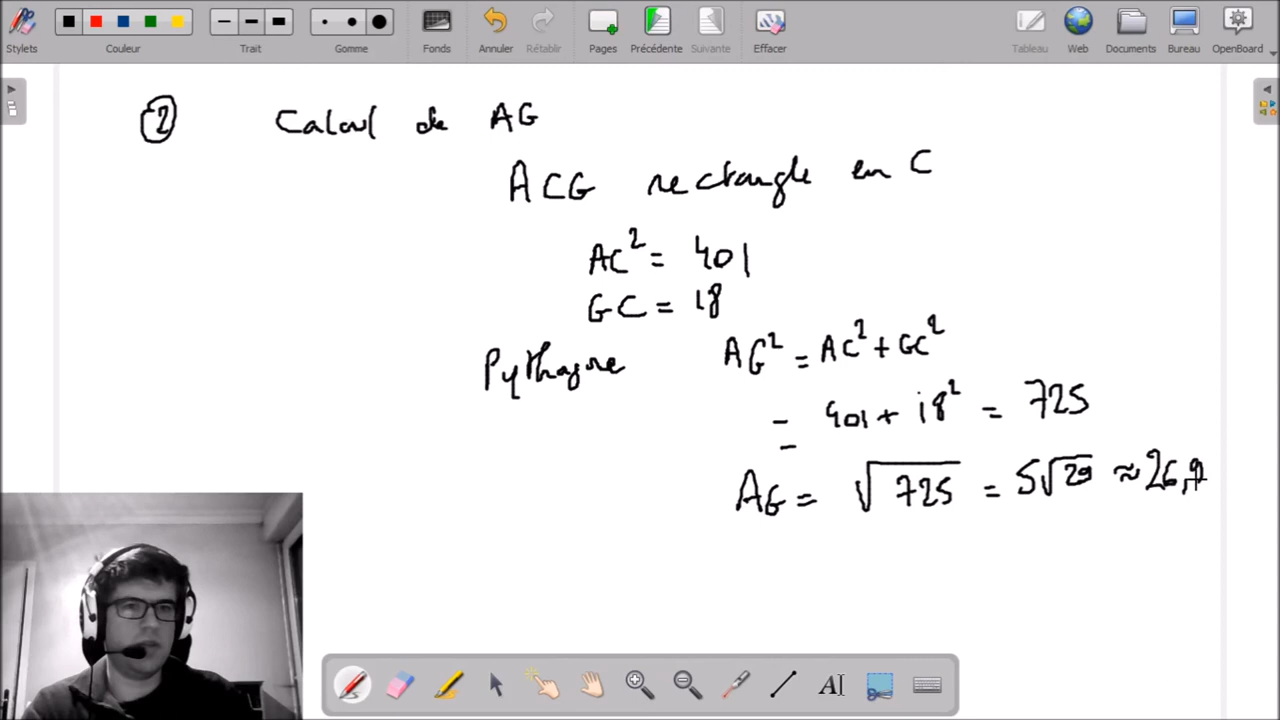 Stylets
Couleur
Trait
Gomme
Fonds
Annuler
Rétablir
Pages
Précédente
Suivante
Effacer
Tableau
Web
Documents
Bureau
OpenBoard
② Calcul de AG
ACG rectangle en C
AC² = 401
GC = 18
Pythagore AG² = AC² + GC²
= 401 + 18² = 725
=
AG = √725 = 5√29 ≈ 26,9
AI